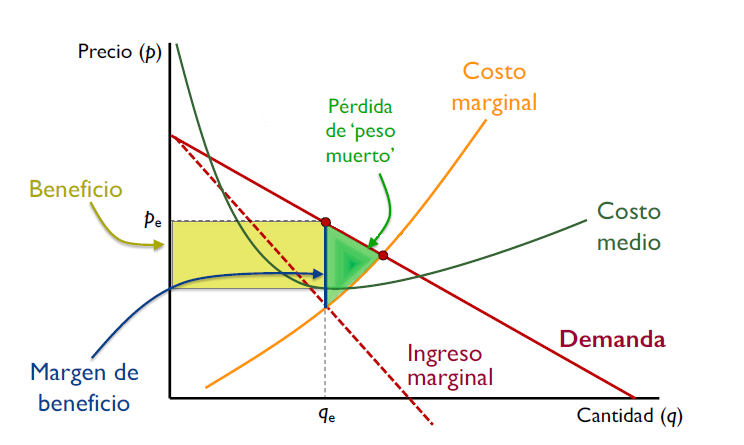 Precio (p)
Costo
marginal
Pérdida
de ‘peso
muerto’
Beneficio
pe
Costo
medio
Demanda
Margen de
beneficio
Ingreso
marginal
qe
Cantidad (q)